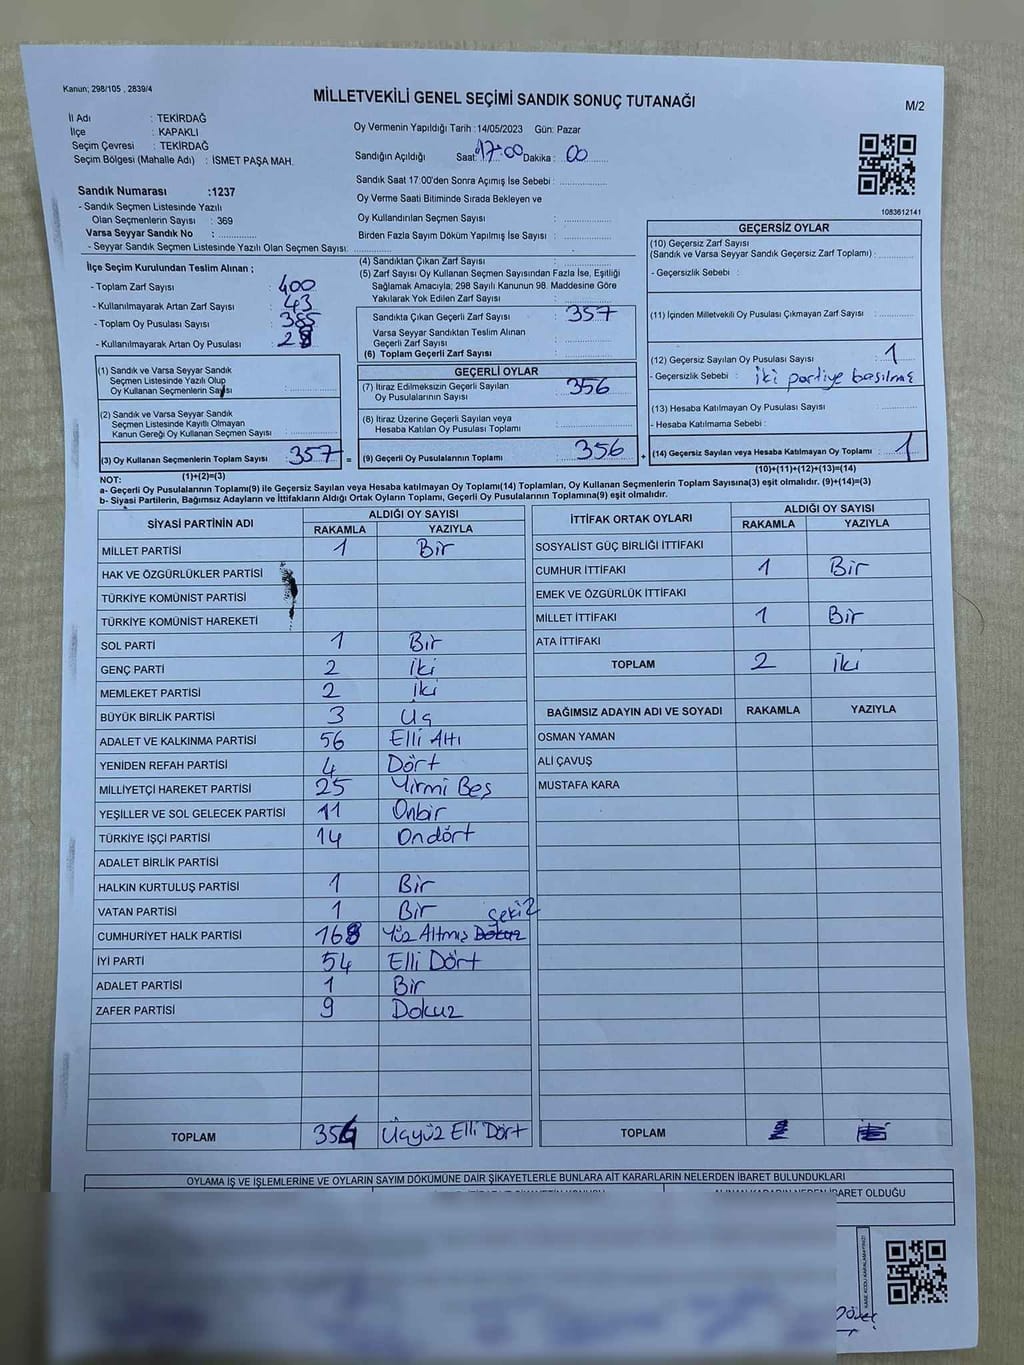 Kanun; 298/105 , 2839/4
MİLLETVEKİLİ GENEL SEÇİMİ SANDIK SONUÇ TUTANAĞI
M/2
İl Adı : TEKİRDAĞ
İlçe : KAPAKLI
Seçim Çevresi : TEKİRDAĞ
Seçim Bölgesi (Mahalle Adı) : İSMET PAŞA MAH.
Oy Vermenin Yapıldığı Tarih :14/05/2023 Gün: Pazar
Sandığın Açıldığı Saat: 17:00 Dakika : 00
Sandık Saat 17:00'den Sonra Açılmış İse Sebebi :
Oy Verme Saati Bitiminde Sırada Bekleyen ve
Oy Kullandırılan Seçmen Sayısı :
Birden Fazla Sayım Döküm Yapılmış İse Sayısı :
1083612141
Sandık Numarası :1237
- Sandık Seçmen Listesinde Yazılı
Olan Seçmenlerin Sayısı : 369
Varsa Seyyar Sandık No :
- Seyyar Sandık Seçmen Listesinde Yazılı Olan Seçmen Sayısı:
İlçe Seçim Kurulundan Teslim Alınan ;
- Toplam Zarf Sayısı : 400
- Kullanılmayarak Artan Zarf Sayısı : 43
- Toplam Oy Pusulası Sayısı : 385
- Kullanılmayarak Artan Oy Pusulası : 28
(4) Sandıktan Çıkan Zarf Sayısı :
(5) Zarf Sayısı Oy Kullanan Seçmen Sayısından Fazla İse, Eşitliği
Sağlamak Amacıyla; 298 Sayılı Kanunun 98. Maddesine Göre
Yakılarak Yok Edilen Zarf Sayısı :
Sandıkta Çıkan Geçerli Zarf Sayısı : 357
Varsa Seyyar Sandıktan Teslim Alınan
Geçerli Zarf Sayısı :
(6) Toplam Geçerli Zarf Sayısı :
GEÇERSİZ OYLAR
(10) Geçersiz Zarf Sayısı
(Sandık ve Varsa Seyyar Sandık Geçersiz Zarf Toplamı) :
- Geçersizlik Sebebi :
(11) İçinden Milletvekili Oy Pusulası Çıkmayan Zarf Sayısı :
(12) Geçersiz Sayılan Oy Pusulası Sayısı : 1
- Geçersizlik Sebebi : iki partiye basılmış
(13) Hesaba Katılmayan Oy Pusulası Sayısı :
- Hesaba Katılmama Sebebi :
(14) Geçersiz Sayılan veya Hesaba Katılmayan Oy Toplamı : 1
(10)+(11)+(12)+(13)=(14)
(1) Sandık ve Varsa Seyyar Sandık
Seçmen Listesinde Yazılı Olup
Oy Kullanan Seçmenlerin Sayısı :
(2) Sandık ve Varsa Seyyar Sandık
Seçmen Listesinde Kayıtlı Olmayan
Kanun Gereği Oy Kullanan Seçmen Sayısı :
(3) Oy Kullanan Seçmenlerin Toplam Sayısı : 357 =
(1)+(2)=(3)
GEÇERLİ OYLAR
(7) İtiraz Edilmeksizin Geçerli Sayılan
Oy Pusulalarının Sayısı : 356
(8) İtiraz Üzerine Geçerli Sayılan veya
Hesaba Katılan Oy Pusulası Toplamı :
(9) Geçerli Oy Pusulalarının Toplamı : 356 +
NOT:
a- Geçerli Oy Pusulalarının Toplamı(9) ile Geçersiz Sayılan veya Hesaba Katılmayan Oy Toplamı(14) Toplamları, Oy Kullanan Seçmenlerin Toplam Sayısına(3) eşit olmalıdır. (9)+(14)=(3)
b- Siyasi Partilerin, Bağımsız Adayların ve İttifakların Aldığı Ortak Oyların Toplamı, Geçerli Oy Pusulalarının Toplamına(9) eşit olmalıdır.
SİYASİ PARTİNİN ADI
ALDIĞI OY SAYISI
RAKAMLA YAZIYLA
MİLLET PARTİSİ 1 Bir
HAK VE ÖZGÜRLÜKLER PARTİSİ
TÜRKİYE KOMÜNİST PARTİSİ
TÜRKİYE KOMÜNİST HAREKETİ
SOL PARTİ 1 Bir
GENÇ PARTİ 2 İki
MEMLEKET PARTİSİ 2 İki
BÜYÜK BİRLİK PARTİSİ 3 Üç
ADALET VE KALKINMA PARTİSİ 56 Elli Altı
YENİDEN REFAH PARTİSİ 4 Dört
MİLLİYETÇİ HAREKET PARTİSİ 25 Yirmi Beş
YEŞİLLER VE SOL GELECEK PARTİSİ 11 Onbir
TÜRKİYE İŞÇİ PARTİSİ 14 Ondört
ADALET BİRLİK PARTİSİ
HALKIN KURTULUŞ PARTİSİ 1 Bir
VATAN PARTİSİ 1 Bir
CUMHURİYET HALK PARTİSİ 168 Yüz Altmış Dokuz Sekiz
İYİ PARTİ 54 Elli Dört
ADALET PARTİSİ 1 Bir
ZAFER PARTİSİ 9 Dokuz
TOPLAM 354 Üçyüz Elli Dört
İTTİFAK ORTAK OYLARI
ALDIĞI OY SAYISI
RAKAMLA YAZIYLA
SOSYALİST GÜÇ BİRLİĞİ İTTİFAKI
CUMHUR İTTİFAKI 1 Bir
EMEK VE ÖZGÜRLÜK İTTİFAKI
MİLLET İTTİFAKI 1 Bir
ATA İTTİFAKI
TOPLAM 2 İki
BAĞIMSIZ ADAYIN ADI VE SOYADI RAKAMLA YAZIYLA
OSMAN YAMAN
ALİ ÇAVUŞ
MUSTAFA KARA
TOPLAM
OYLAMA İŞ VE İŞLEMLERİNE VE OYLARIN SAYIM DÖKÜMÜNE DAİR ŞİKAYETLERLE BUNLARA AİT KARARLARIN NELERDEN İBARET BULUNDUKLARI
ALINAN KARARIN NEDEN İBARET OLDUĞU